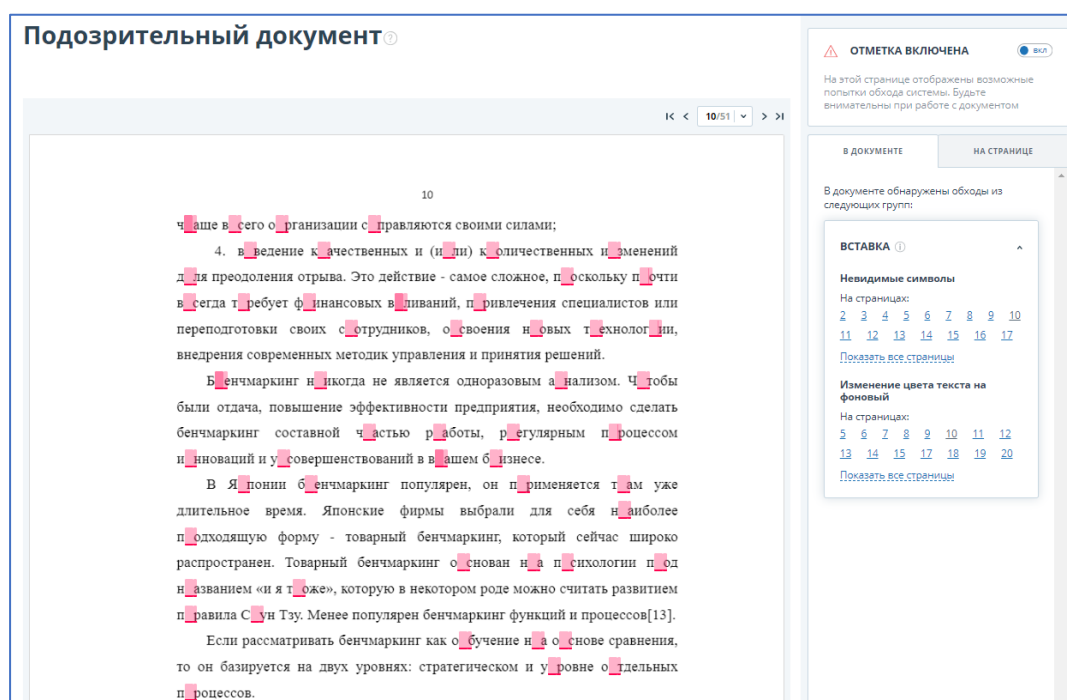 Подозрительный документ
10/51
10
чаще всего организации справляются своими силами;
4. введение качественных и (или) количественных изменений
для преодоления отрыва. Это действие - самое сложное, поскольку почти
всегда требует финансовых вливаний, привлечения специалистов или
переподготовки своих сотрудников, освоения новых технологии,
внедрения современных методик управления и принятия решений.
Бенчмаркинг никогда не является одноразовым анализом. Чтобы
были отдача, повышение эффективности предприятия, необходимо сделать
бенчмаркинг составной частью работы, регулярным процессом
инноваций и усовершенствований в вашем бизнесе.
В Японии бенчмаркинг популярен, он применяется там уже
длительное время. Японские фирмы выбрали для себя наиболее
подходящую форму - товарный бенчмаркинг, который сейчас широко
распространен. Товарный бенчмаркинг основан на психологии под
названием «и я тоже», которую в некотором роде можно считать развитием
правила Сун Тзу. Менее популярен бенчмаркинг функций и процессов[13].
Если рассматривать бенчмаркинг как обучение на основе сравнения,
то он базируется на двух уровнях: стратегическом и уровне отдельных
процессов.
ОТМЕТКА ВКЛЮЧЕНА
ВКЛ
На этой странице отображены возможные
попытки обхода системы. Будьте
внимательны при работе с документом
В ДОКУМЕНТЕ
НА СТРАНИЦЕ
В документе обнаружены обходы из
следующих групп:
ВСТАВКА
Невидимые символы
На страницах:
2 3 4 5 6 7 8 9 10
11 12 13 14 15 16 17
Показать все страницы
Изменение цвета текста на
фоновый
На страницах:
5 6 7 8 9 10 11 12
13 14 15 17 18 19 20
Показать все страницы